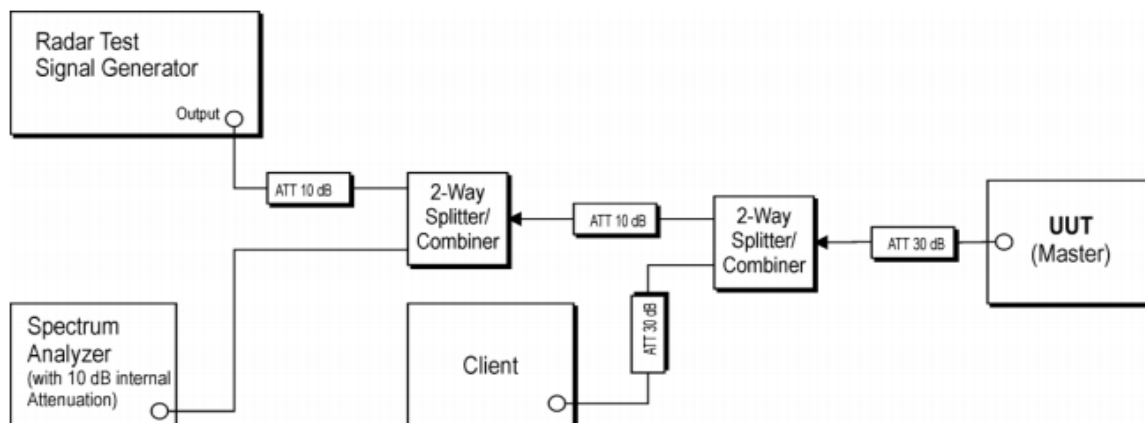 Radar Test
Signal Generator
Output
ATT 10 dB
2-Way
Splitter/
Combiner
ATT 10 dB
2-Way
Splitter/
Combiner
ATT 30 dB
UUT
(Master)
Spectrum
Analyzer
(with 10 dB internal
Attenuation)
Client
ATT 30 dB